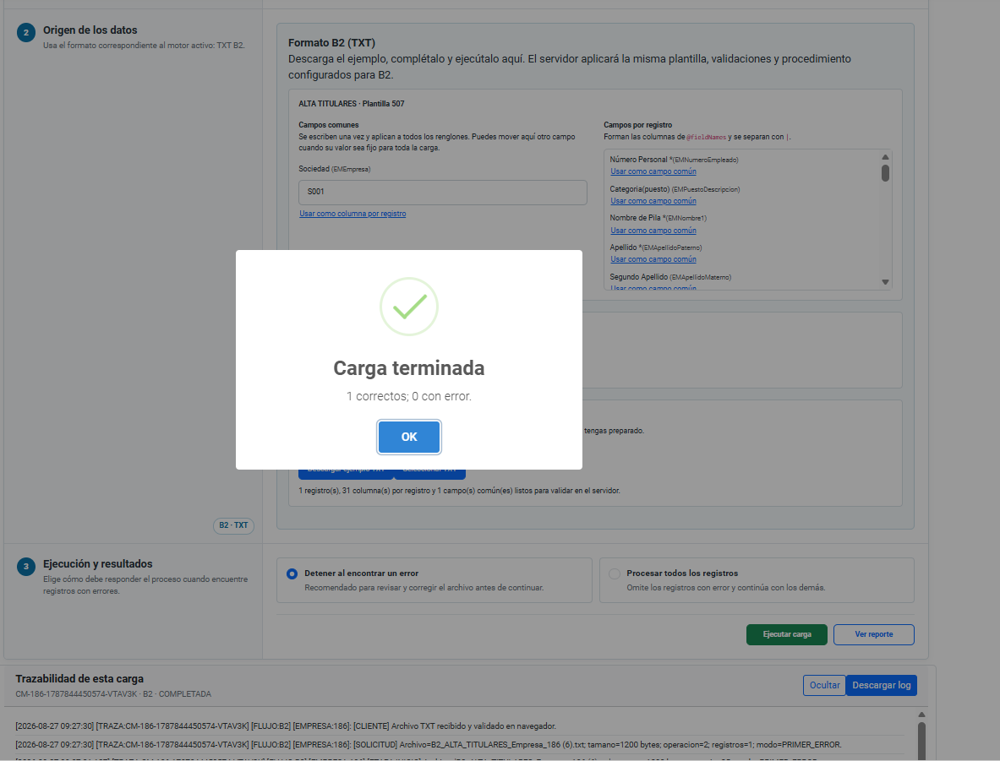 2
Origen de los datos
Usa el formato correspondiente al motor activo: TXT B2.
B2 · TXT
Formato B2 (TXT)
Descarga el ejemplo, complétalo y ejecútalo aquí. El servidor aplicará la misma plantilla, validaciones y procedimiento
configurados para B2.
ALTA TITULARES · Plantilla 507
Campos comunes
Se escriben una vez y aplican a todos los renglones. Puedes mover aquí otro campo
cuando su valor sea fijo para toda la carga.
Sociedad (EMEmpresa)
S001
Usar como columna por registro
Campos por registro
Forman las columnas de @fieldNames y se separan con |.
Número Personal *(EMNumeroEmpleado)
Usar como campo común
Categoria(puesto) (EMPuestoDescripcion)
Usar como campo común
Nombre de Pila *(EMNombre1)
Usar como campo común
Apellido *(EMApellidoPaterno)
Usar como campo común
Segundo Apellido (EMApellidoMaterno)
Usar como campo común
Carga terminada
1 correctos; 0 con error.
OK
tengas preparado.
Descargar ejemplo TXT
Seleccionar TXT
1 registro(s), 31 columna(s) por registro y 1 campo(s) común(es) listos para validar en el servidor.
3
Ejecución y resultados
Elige cómo debe responder el proceso cuando encuentre
registros con errores.
Detener al encontrar un error
Recomendado para revisar y corregir el archivo antes de continuar.
Procesar todos los registros
Omite los registros con error y continúa con los demás.
Ejecutar carga
Ver reporte
Trazabilidad de esta carga
CM-186-1787844450574-VTAV3K · B2 · COMPLETADA
Ocultar
Descargar log
[2026-08-27 09:27:30] [TRAZA:CM-186-1787844450574-VTAV3K] [FLUJO:B2] [EMPRESA:186]: [CLIENTE] Archivo TXT recibido y validado en navegador.
[2026-08-27 09:27:30] [TRAZA:CM-186-1787844450574-VTAV3K] [FLUJO:B2] [EMPRESA:186]: [SOLICITUD] Archivo=B2_ALTA_TITULARES_Empresa_186 (6).txt; tamano=1200 bytes; operacion=2; registros=1; modo=PRIMER_ERROR.